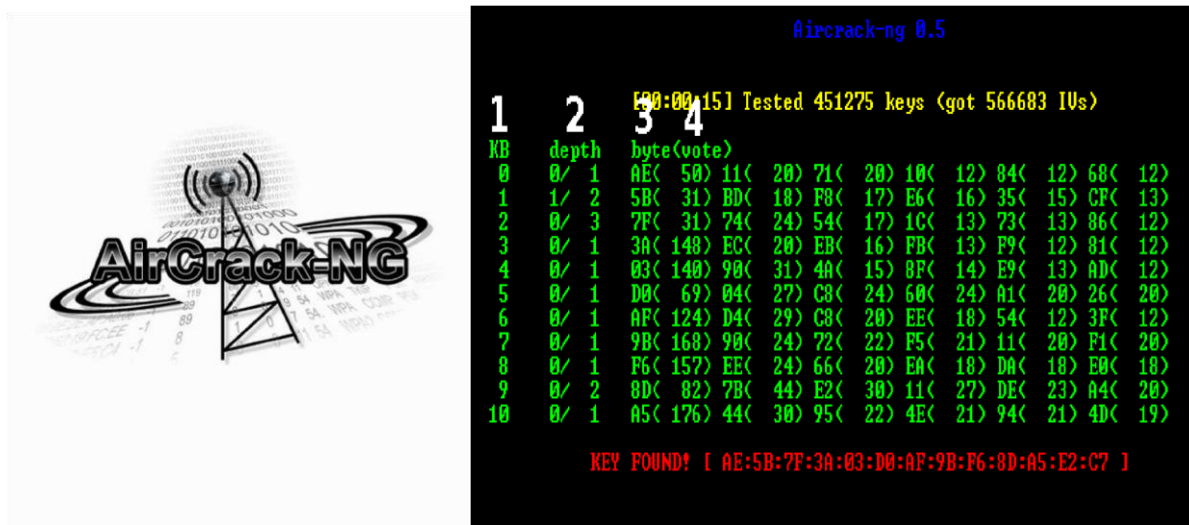 AirCrack-NG
Aircrack-ng 0.5
[00:00:15] Tested 451275 keys (got 566683 IVs)
1 2 3 4
KB depth byte(vote)
0 0/ 1 AE( 50) 11( 20) 71( 20) 10( 12) 84( 12) 68( 12)
1 1/ 2 5B( 31) BD( 18) F8( 17) E6( 16) 35( 15) CF( 13)
2 0/ 3 7F( 31) 74( 24) 54( 17) 1C( 13) 73( 13) 86( 12)
3 0/ 1 3A( 148) EC( 20) EB( 16) FB( 13) F9( 12) 81( 12)
4 0/ 1 03( 140) 90( 31) 4A( 15) 8F( 14) E9( 13) AD( 12)
5 0/ 1 D0( 69) 04( 27) C8( 24) 60( 24) A1( 20) 26( 20)
6 0/ 1 AF( 124) D4( 29) C8( 20) EE( 18) 54( 12) 3F( 12)
7 0/ 1 9B( 168) 90( 24) 72( 22) F5( 21) 11( 20) F1( 20)
8 0/ 1 F6( 157) EE( 24) 66( 20) EA( 18) DA( 18) E0( 18)
9 0/ 2 8D( 82) 7B( 44) E2( 30) 11( 27) DE( 23) A4( 20)
10 0/ 1 A5( 176) 44( 30) 95( 22) 4E( 21) 94( 21) 4D( 19)
KEY FOUND! [ AE:5B:7F:3A:03:D0:AF:9B:F6:8D:A5:E2:C7 ]